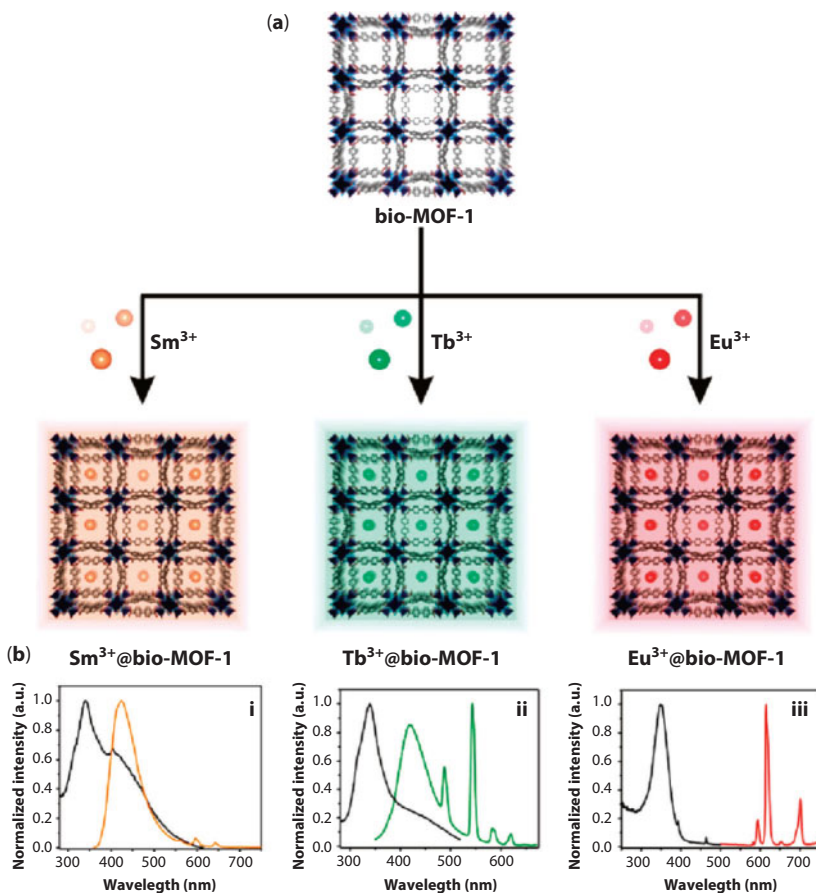 (a)
bio-MOF-1
Sm3+
Tb3+
Eu3+
(b)
Sm3+@bio-MOF-1
Tb3+@bio-MOF-1
Eu3+@bio-MOF-1
Normalized intensity (a.u.)
1.0
0.8
0.6
0.4
0.2
0.0
i
300 400 500 600 700
Wavelegth (nm)
Normalized intensity (a.u.)
1.0
0.8
0.6
0.4
0.2
0.0
ii
300 400 500 600
Wavelegth (nm)
Normalized intensity (a.u.)
1.0
0.8
0.6
0.4
0.2
0.0
iii
300 400 500 600 700
Wavelegth (nm)